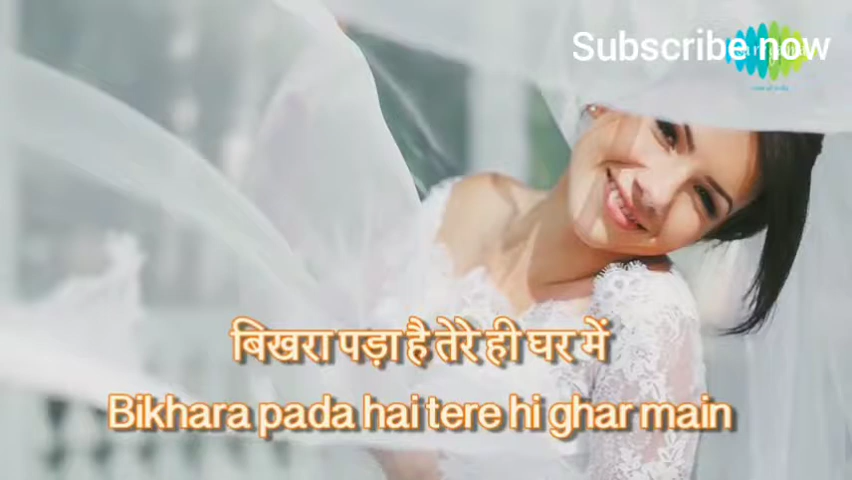 Subscribe now
बिखरा पड़ा है तेरे ही घर में
Bikhara pada hai tere hi ghar main